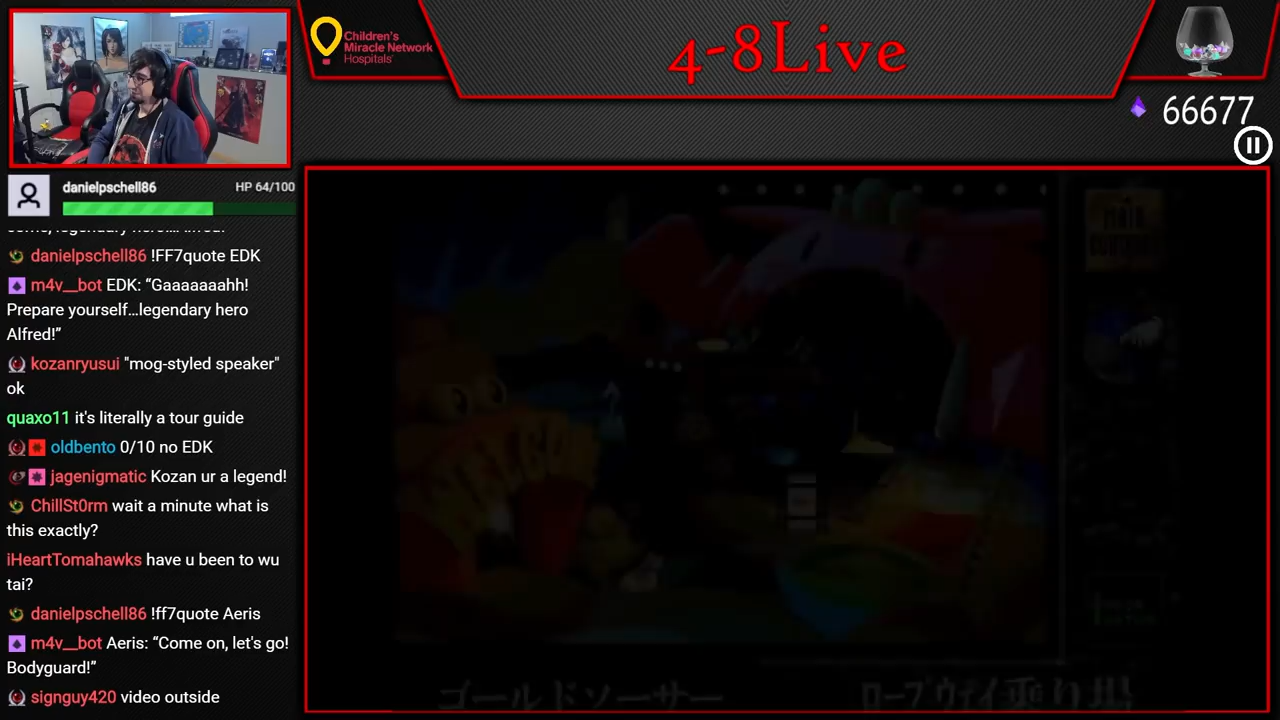 Children's
Miracle Network
Hospitals
4-8Live
66677
danielpschell86 HP 64/100
danielpschell86 !FF7quote EDK
m4v__bot EDK: “Gaaaaaaahh!
Prepare yourself...legendary hero
Alfred!”
kozanryusui "mog-styled speaker"
ok
quaxo11 it's literally a tour guide
oldbento 0/10 no EDK
jagenigmatic Kozan ur a legend!
ChillSt0rm wait a minute what is
this exactly?
iHeartTomahawks have u been to wu
tai?
danielpschell86 !ff7quote Aeris
m4v__bot Aeris: “Come on, let's go!
Bodyguard!”
signguy420 video outside
ゴールドソーサー ロープウェイ乗り場